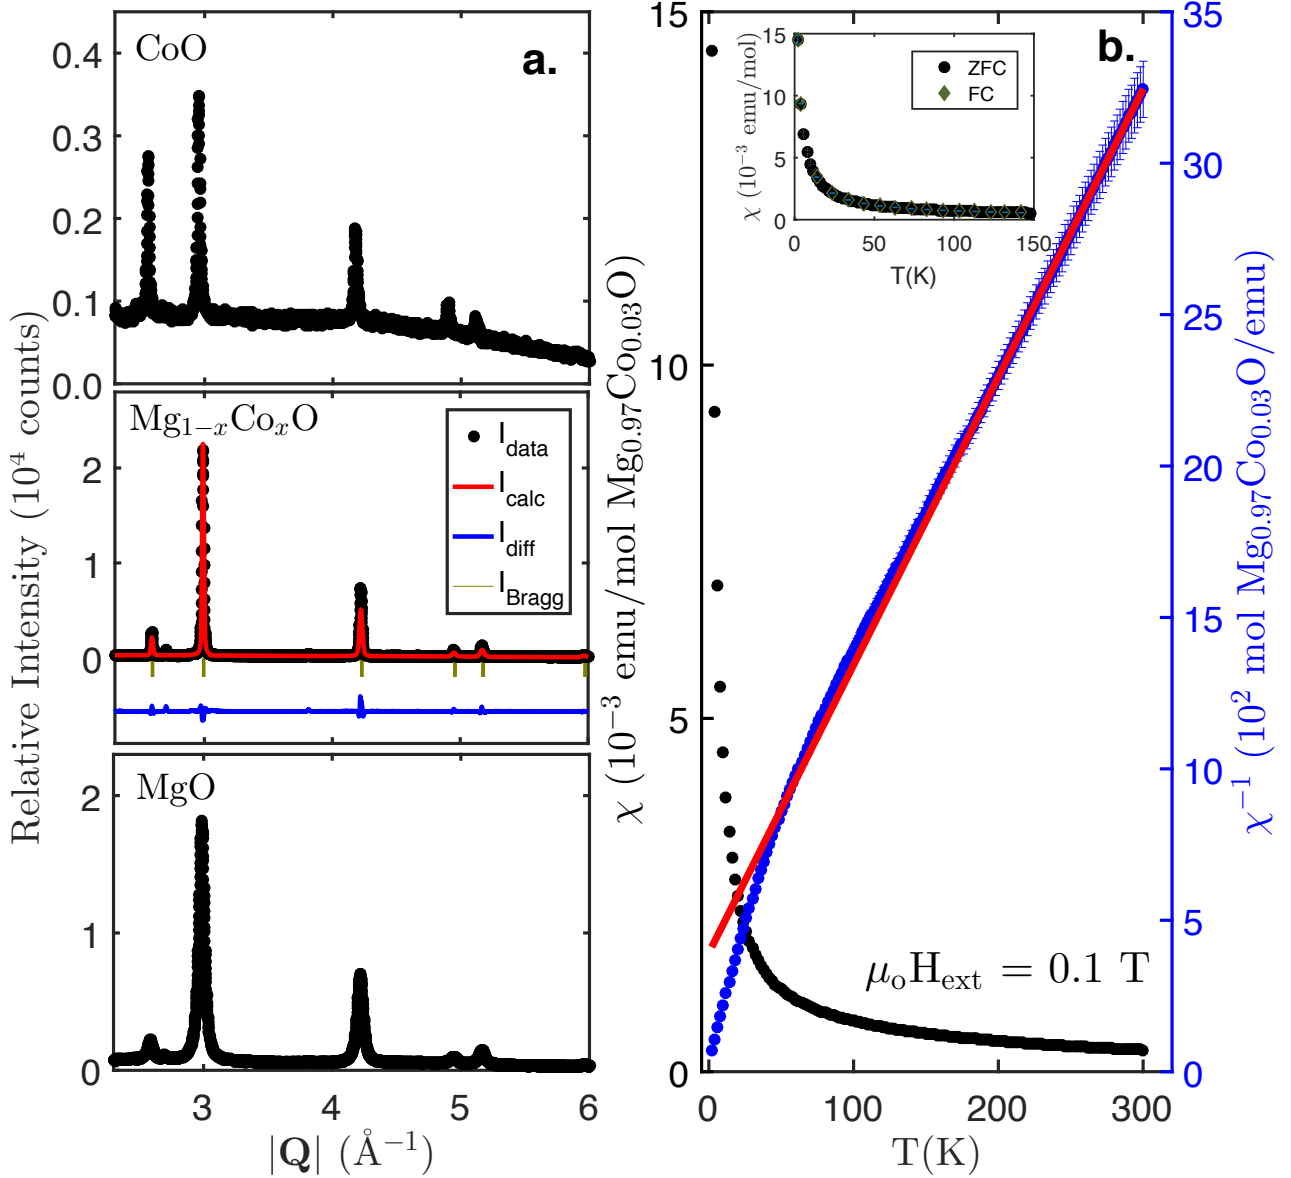 CoO
a.
0.4
0.3
0.2
0.1
0.0
Mg1−xCoxO
I data
I calc
I diff
I Bragg
2
1
0
MgO
2
1
0
3 4 5 6
|Q| (Å−1)
Relative Intensity (10^4 counts)
b.
15
10
5
0
χ (10−3 emu/mol Mg0.97Co0.03O)
ZFC
FC
15
10
5
0
χ (10−3 emu/mol)
0 50 100 150
T(K)
μoHext = 0.1 T
0 100 200 300
T(K)
35
30
25
20
15
10
5
0
χ−1 (10^2 mol Mg0.97Co0.03O/emu)